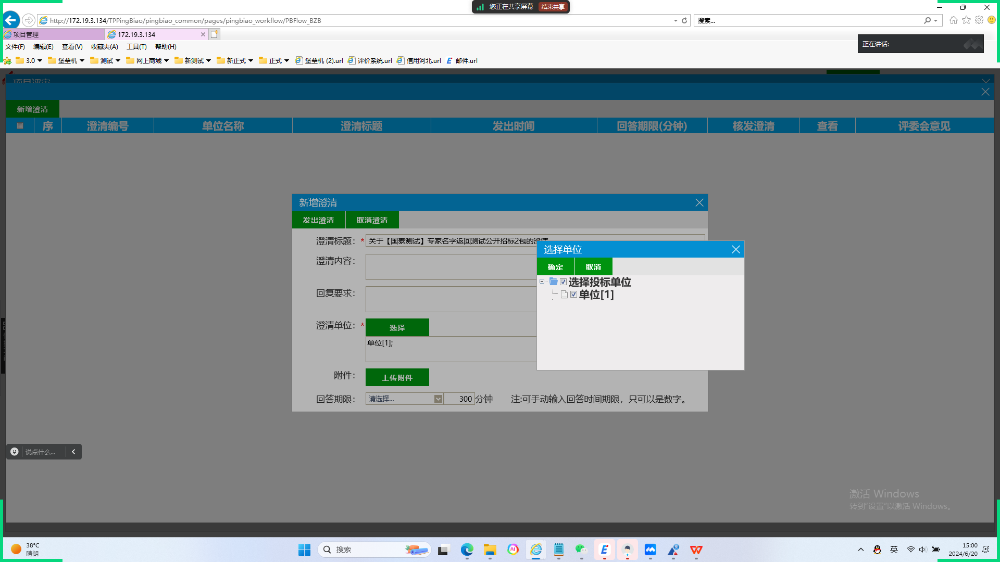 您正在共享屏幕 结束共享
http://172.19.3.134/TPPingBiao/pingbiao_common/pages/pingbiao_workflow/PBFlow_BZB
搜索...
项目管理
172.19.3.134
正在讲话:
文件(F) 编辑(E) 查看(V) 收藏夹(A) 工具(T) 帮助(H)
3.0 堡垒机 测试 网上商城 新测试 新正式 正式 堡垒机 (2).url 评价系统.url 信用河北.url 邮件.url
项目评审
新增澄清
序 澄清编号 单位名称 澄清标题 发出时间 回答期限(分钟) 核发澄清 查看 评委会意见
新增澄清
发出澄清 取消澄清
澄清标题: * 关于【国泰测试】专家名字返回测试公开招标2包的澄清
选择单位
确定 取消
选择投标单位
单位[1]
澄清内容:
回复要求:
澄清单位: * 选择
单位[1];
附件: 上传附件
回答期限: 请选择... 300 分钟 注:可手动输入回答时间期限，只可以是数字。
说点什么...
激活 Windows
转到"设置"以激活 Windows。
38°C
晴朗
搜索
英
15:00
2024/6/20